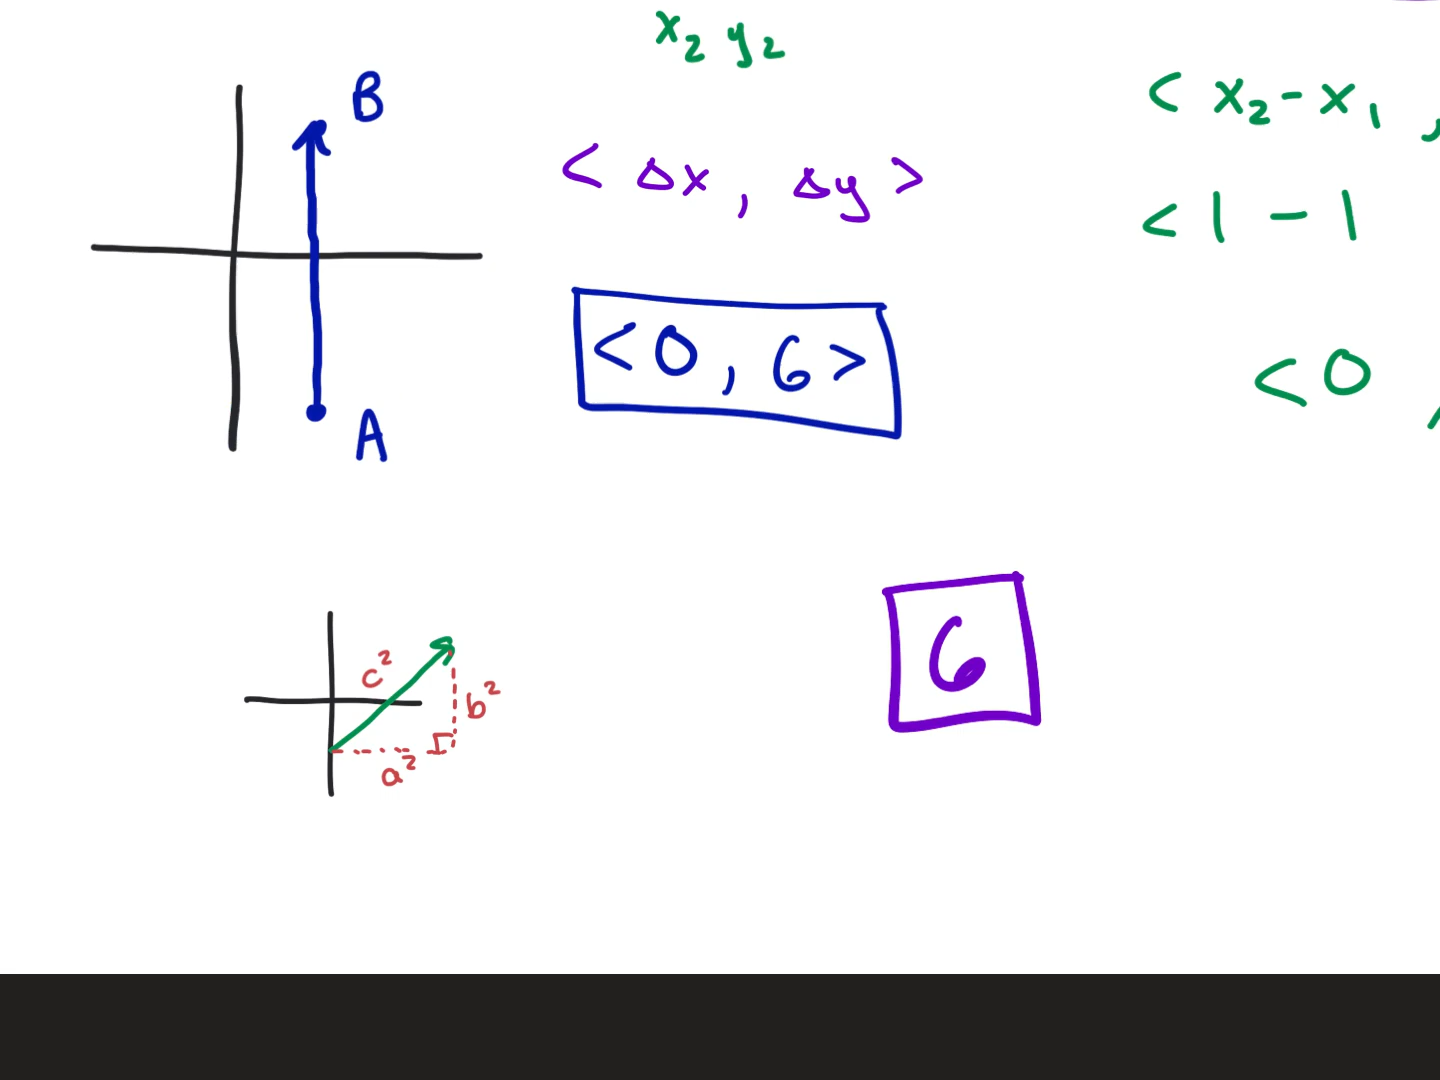 x₂ y₂
B
< x₂ - x₁ ,
< Δx , Δy >
< 1 - 1
< 0 , 6 >
< 0 ,
A
6
c²
b²
a²